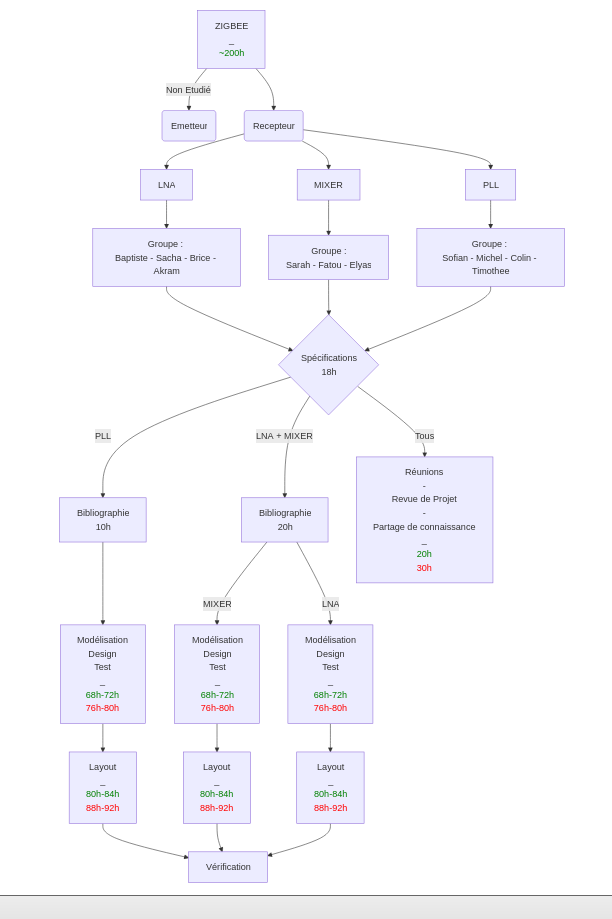 ZIGBEE
_
~200h
Non Etudié
Emetteur
Recepteur
LNA
MIXER
PLL
Groupe :
Baptiste - Sacha - Brice -
Akram
Groupe :
Sarah - Fatou - Elyas
Groupe :
Sofian - Michel - Colin -
Timothee
Spécifications
18h
PLL
LNA + MIXER
Tous
Réunions
-
Revue de Projet
-
Partage de connaissance
_
20h
30h
Bibliographie
10h
Bibliographie
20h
MIXER
LNA
Modélisation
Design
Test
_
68h-72h
76h-80h
Modélisation
Design
Test
_
68h-72h
76h-80h
Modélisation
Design
Test
_
68h-72h
76h-80h
Layout
_
80h-84h
88h-92h
Layout
_
80h-84h
88h-92h
Layout
_
80h-84h
88h-92h
Vérification